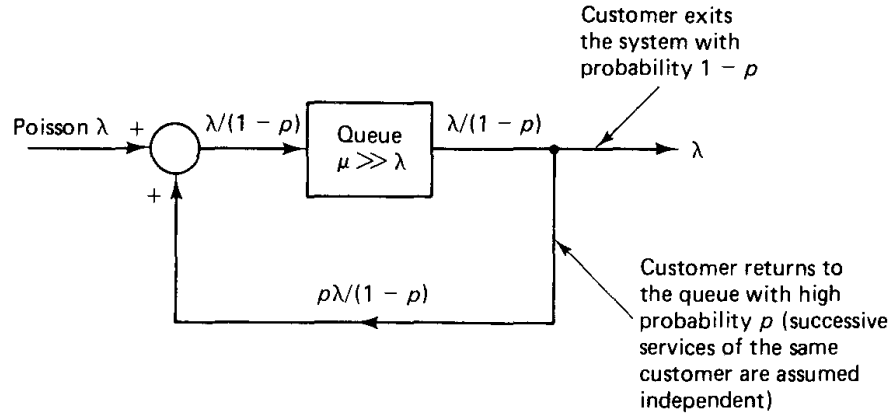 Customer exits
the system with
probability 1 − p
Poisson λ
+
λ/(1 − p)
Queue
μ ≫ λ
λ/(1 − p)
λ
+
pλ/(1 − p)
Customer returns to
the queue with high
probability p (successive
services of the same
customer are assumed
independent)